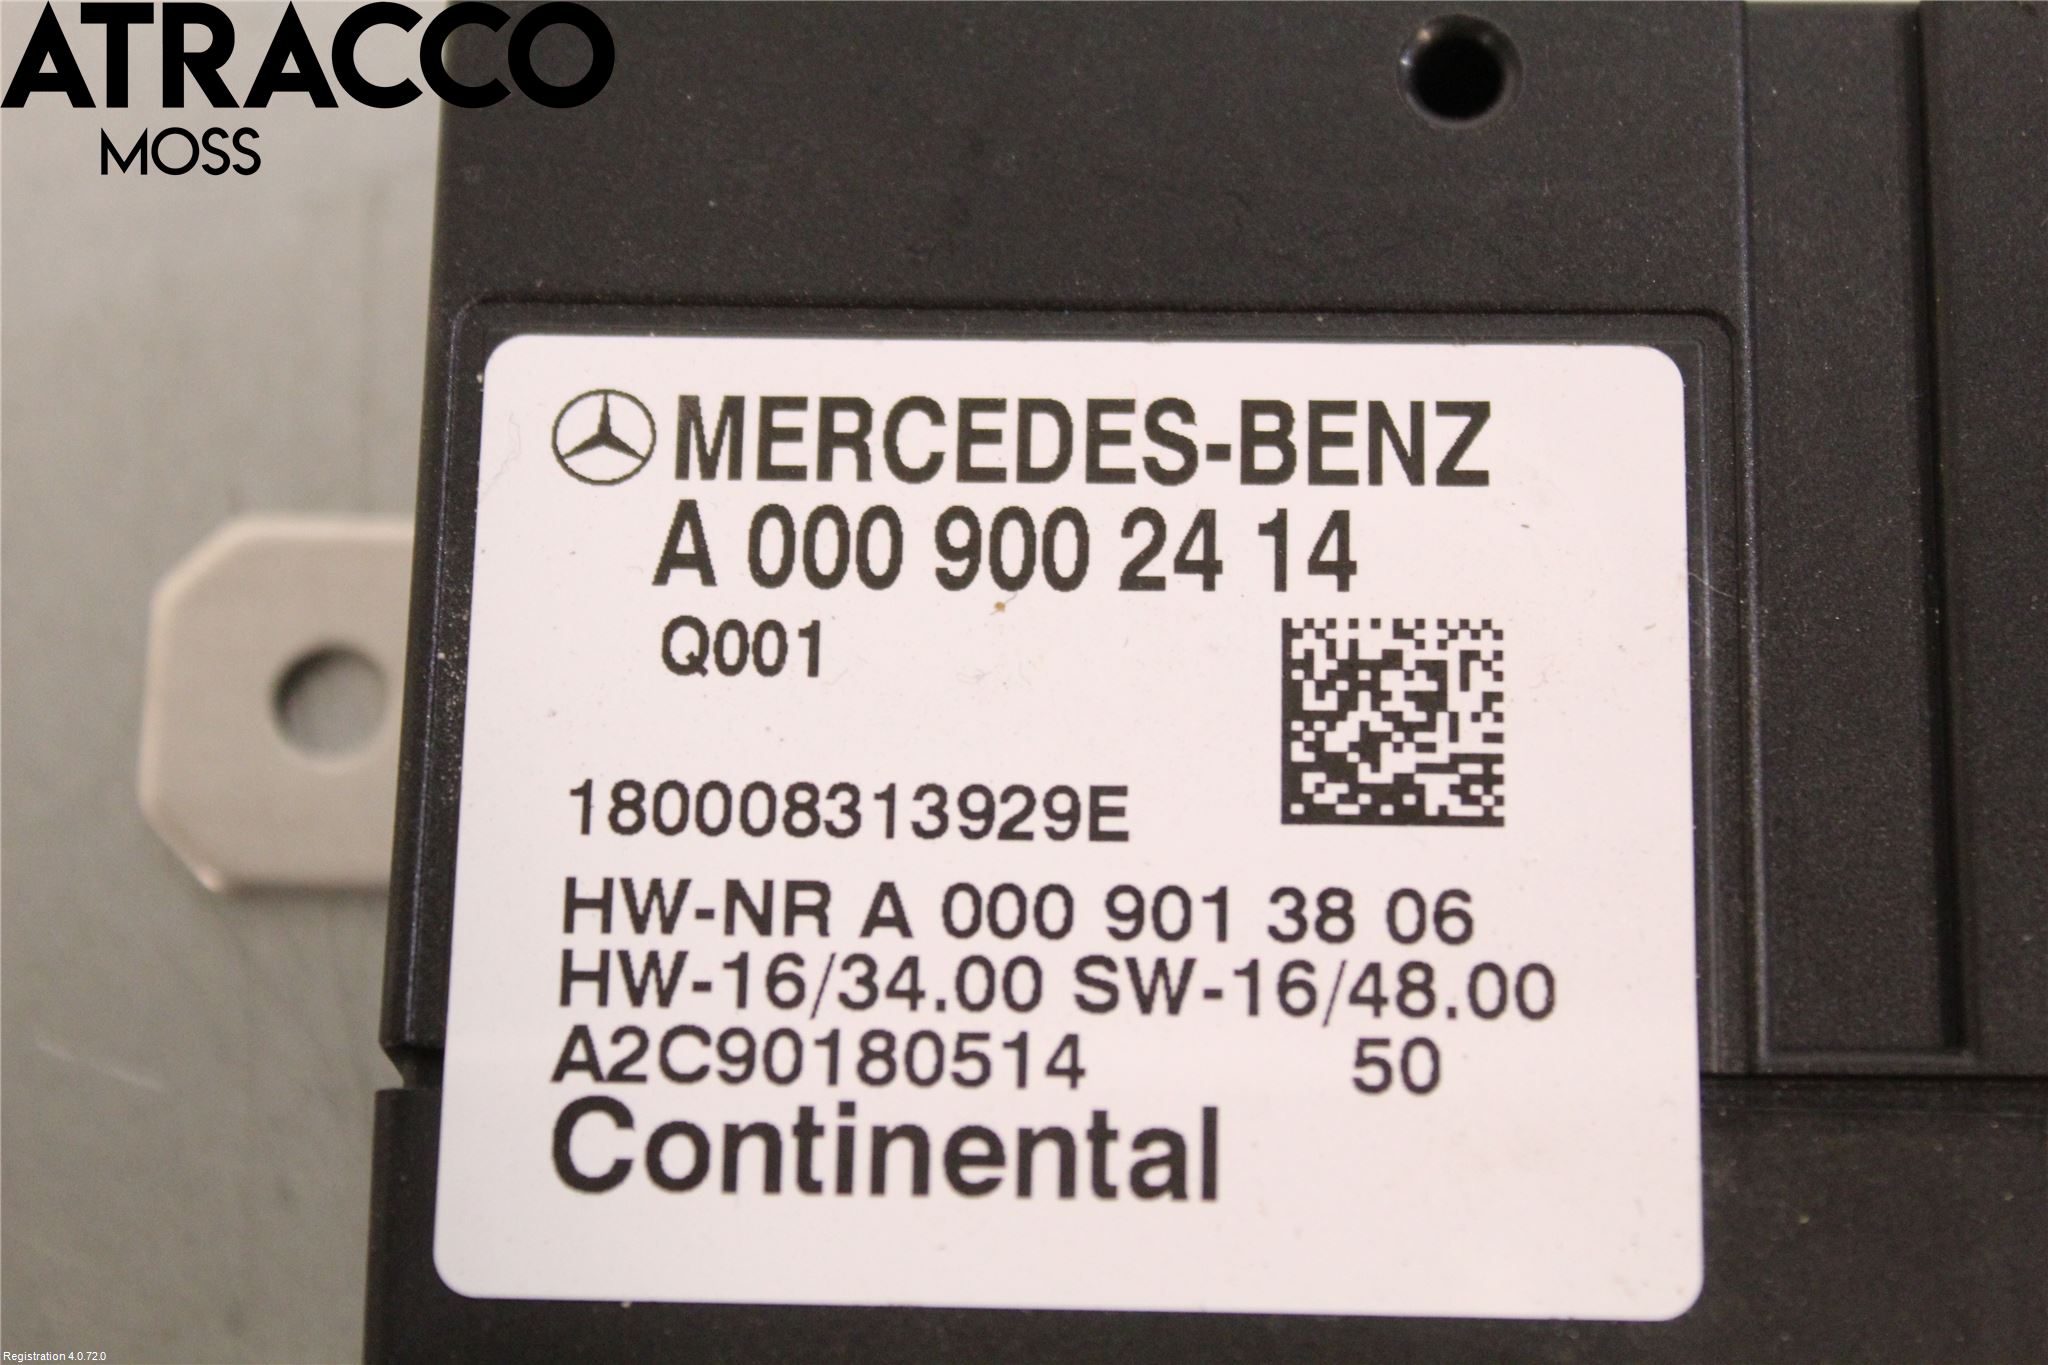 ATRACCO
MOSS
MERCEDES-BENZ
A 000 900 24 14
Q001
180008313929E
HW-NR A 000 901 38 06
HW-16/34.00 SW-16/48.00
A2C90180514 50
Continental
Registration 4.0.72.0